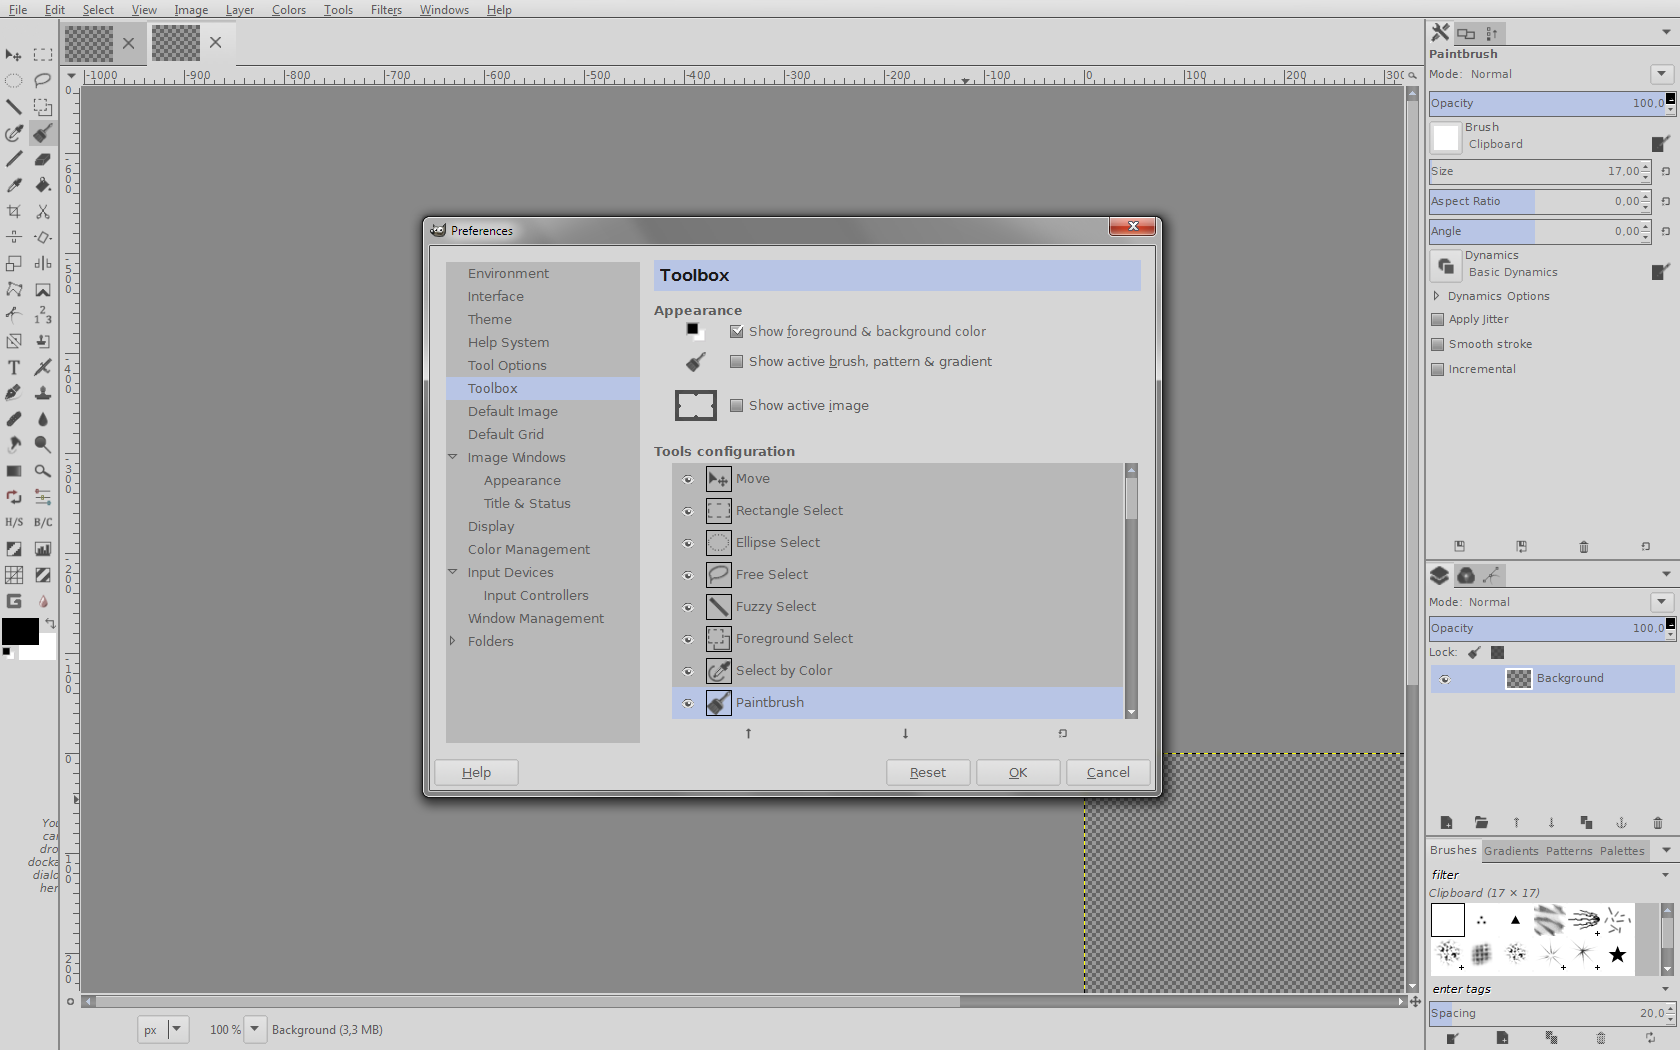 File Edit Select View Image Layer Colors Tools Filters Windows Help
-1000 -900 -800 -700 -600 -500 -400 -300 -200 -100 0 100 200 300
Paintbrush
Mode: Normal
Opacity 100,0
Brush
Clipboard
Size 17,00
Aspect Ratio 0,00
Angle 0,00
Dynamics
Basic Dynamics
Dynamics Options
Apply Jitter
Smooth stroke
Incremental
Preferences
Environment
Interface
Theme
Help System
Tool Options
Toolbox
Default Image
Default Grid
Image Windows
Appearance
Title & Status
Display
Color Management
Input Devices
Input Controllers
Window Management
Folders
Toolbox
Appearance
Show foreground & background color
Show active brush, pattern & gradient
Show active image
Tools configuration
Move
Rectangle Select
Ellipse Select
Free Select
Fuzzy Select
Foreground Select
Select by Color
Paintbrush
Help Reset OK Cancel
H/S B/C
Mode: Normal
Opacity 100,0
Lock:
Background
You
can
dro
docka
dialo
her
Brushes Gradients Patterns Palettes
filter
Clipboard (17 × 17)
enter tags
Spacing 20,0
px 100 % Background (3,3 MB)